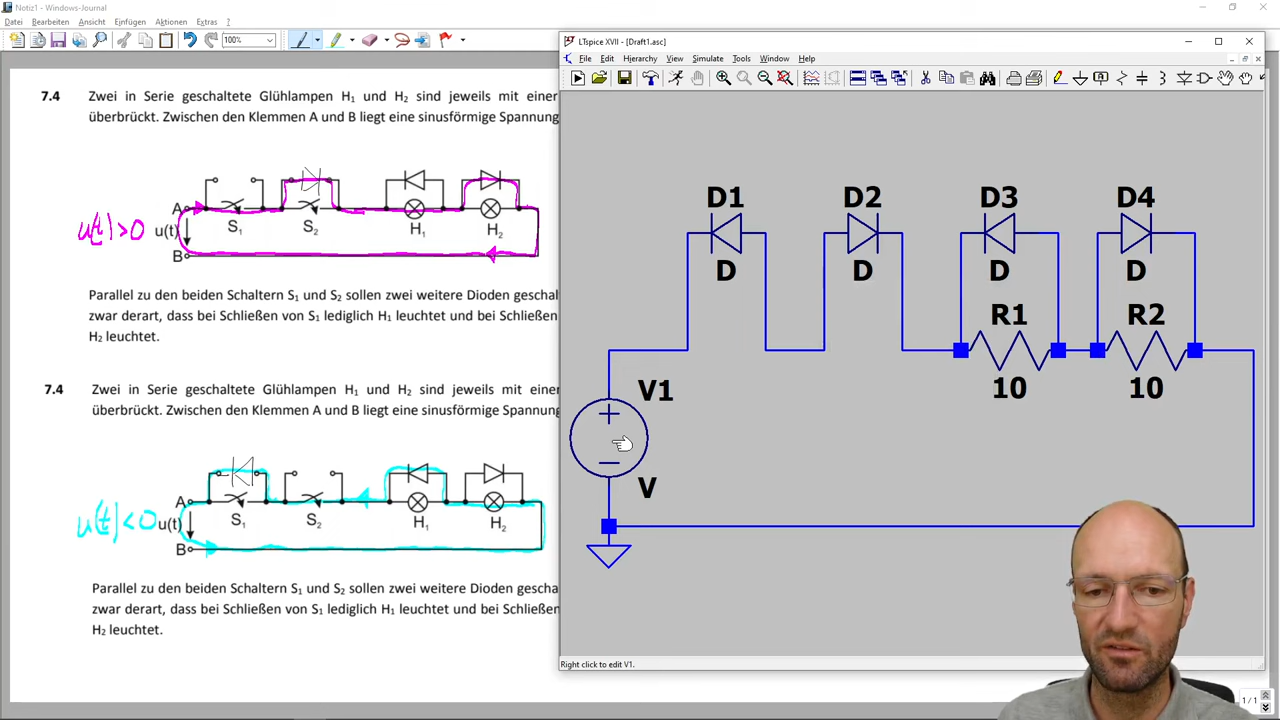 Notiz1 - Windows-Journal
Datei Bearbeiten Ansicht Einfügen Aktionen Extras ?
100%
7.4 Zwei in Serie geschaltete Glühlampen H₁ und H₂ sind jeweils mit einer
überbrückt. Zwischen den Klemmen A und B liegt eine sinusförmige Spannung
A
u(t)>0 u(t)
S₁ S₂ H₁ H₂
B
Parallel zu den beiden Schaltern S₁ und S₂ sollen zwei weitere Dioden geschal
zwar derart, dass bei Schließen von S₁ lediglich H₁ leuchtet und bei Schließen
H₂ leuchtet.
7.4 Zwei in Serie geschaltete Glühlampen H₁ und H₂ sind jeweils mit einer
überbrückt. Zwischen den Klemmen A und B liegt eine sinusförmige Spannung
A
u(t)<0 u(t)
S₁ S₂ H₁ H₂
B
Parallel zu den beiden Schaltern S₁ und S₂ sollen zwei weitere Dioden gescha
zwar derart, dass bei Schließen von S₁ lediglich H₁ leuchtet und bei Schließen
H₂ leuchtet.
1 / 1
LTspice XVII - [Draft1.asc]
File Edit Hierarchy View Simulate Tools Window Help
D1 D2 D3 D4
D D D D
R1 R2
10 10
V1
V
Right click to edit V1.